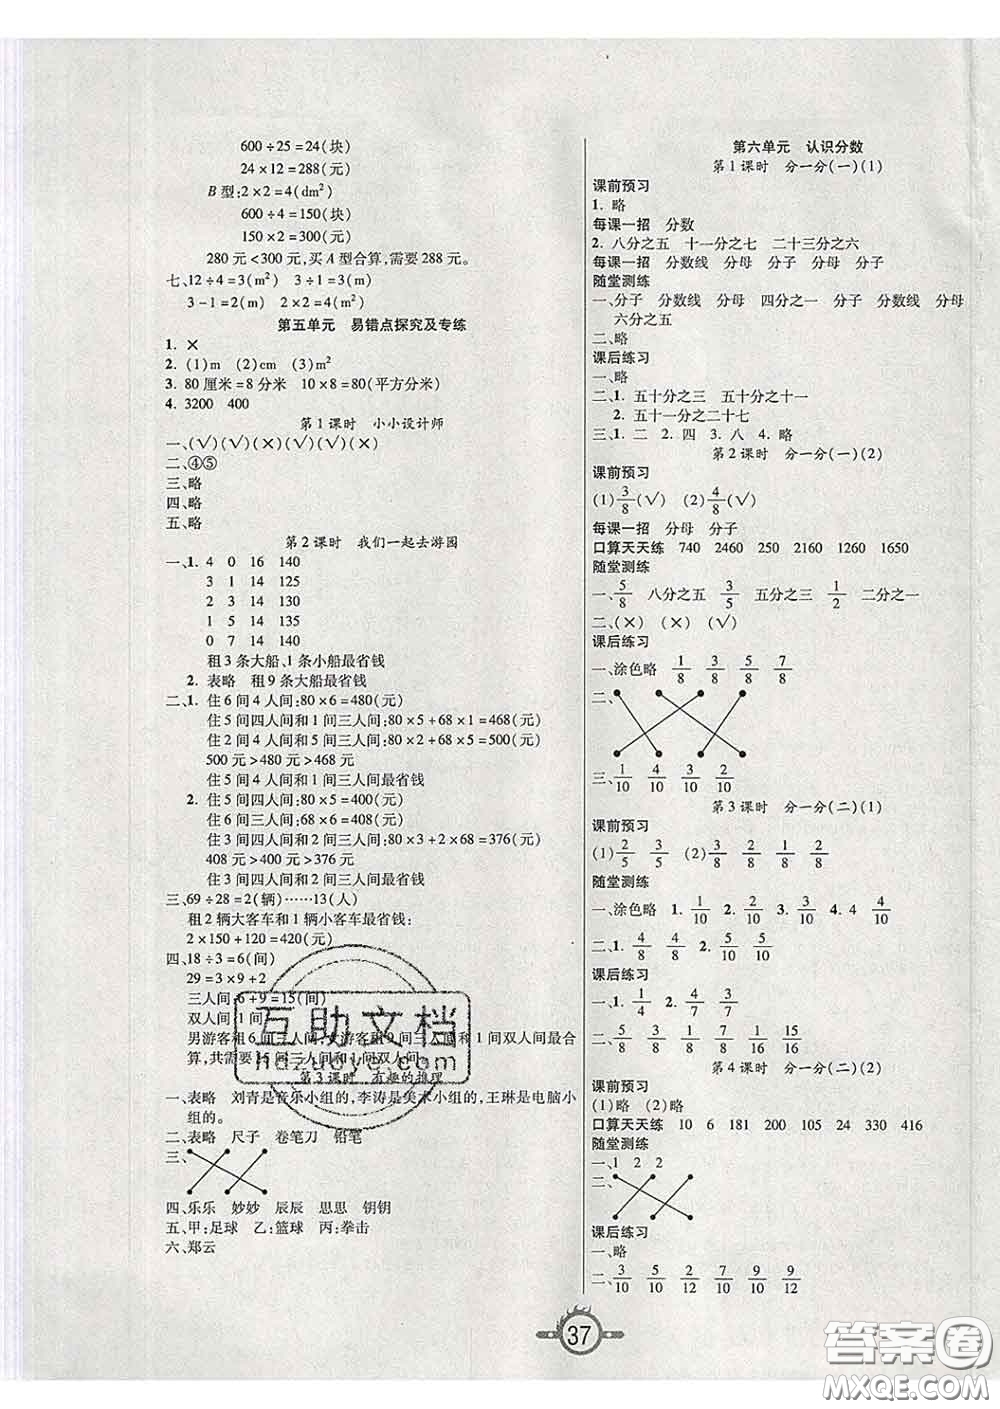 600÷25=24(块)
24×12=288(元)
B型:2×2=4(dm²)
600÷4=150(块)
150×2=300(元)
280元<300元,买A型合算,需要288元。
七、12÷4=3(m²) 3÷1=3(m)
3-1=2(m) 2×2=4(m²)
第五单元 易错点探究及专练
1. ×
2. (1)m (2)cm (3)m²
3. 80厘米=8分米 10×8=80(平方分米)
4. 3200 400
第1课时 小小设计师
一、(√)(√)(×)(√)(√)(×)
二、④⑤
三、略
四、略
五、略
第2课时 我们一起去游园
一、1. 4 0 16 140
3 1 14 125
2 3 14 130
1 5 14 135
0 7 14 140
租3条大船、1条小船最省钱
2. 表略 租9条大船最省钱
二、1. 住6间4人间:80×6=480(元)
住5间四人间和1间三人间:80×5+68×1=468(元)
住2间4人间和5间三人间:80×2+68×5=500(元)
500元>480元>468元
住5间四人间和1间三人间最省钱
2. 住5间四人间:80×5=400(元)
住6间三人间:68×6=408(元)
住3间四人间和2间三人间:80×3+2×68=376(元)
408元>400元>376元
住3间四人间和2间三人间最省钱
三、69÷28=2(辆)……13(人)
租2辆大客车和1辆小客车最省钱:
2×150+120=420(元)
四、18÷3=6(间)
29=3×9+2
三人间:6+9=15(间)
双人间:1间
男游客租6间三人间,女游客租9间三人间和1间双人间最合
算,共需要15间三人间和1间双人间。
第3课时 有趣的推理
一、表略 刘青是音乐小组的,李涛是美术小组的,王琳是电脑小
组的。
二、表略 尺子 卷笔刀 铅笔
三、
四、乐乐 妙妙 辰辰 思思 钥钥
五、甲:足球 乙:篮球 丙:拳击
六、郑云
第六单元 认识分数
第1课时 分一分(一)(1)
课前预习
1. 略
每课一招 分数
2. 八分之五 十一分之七 二十三分之六
每课一招 分数线 分母 分子 分母 分子
随堂测练
一、分子 分数线 分母 四分之一 分子 分数线 分母
六分之五
二、略
课后练习
一、略
二、1. 五十分之三 五十分之十一
2. 五十一分之二十七
三、1. 二 2. 四 3. 八 4. 略
第2课时 分一分(一)(2)
课前预习
(1)3/8(√) (2)4/8(√)
每课一招 分母 分子
口算天天练 740 2460 250 2160 1260 1650
随堂测练
一、5/8 八分之五 3/5 五分之三 1/2 二分之一
二、(×) (×) (√)
课后练习
一、涂色略 1/8 3/8 5/8 7/8
二、
三、1/10 4/10 3/10 2/10
第3课时 分一分(二)(1)
课前预习
(1)2/5 3/5 (2)3/8 2/8 1/8 2/8
随堂测练
一、涂色略 1. 1/10 2. 2/10 3. 3/10 4. 4 4/10
二、1. 4/8 4/8 2. 5/10 5/10
课后练习
一、1. 1/4 3/4 2. 4/7 3/7
二、5/8 3/8 7/8 1/8 1/16 15/16
第4课时 分一分(二)(2)
课前预习
(1)略 (2)略
口算天天练 10 6 181 200 105 24 330 416
随堂测练
一、1 2 2
二、
课后练习
一、略
二、3/10 5/10 2/6 7/10 9/10 9/12
37
互助文档
hdzuoye.com
答案圈
MXQE.COM